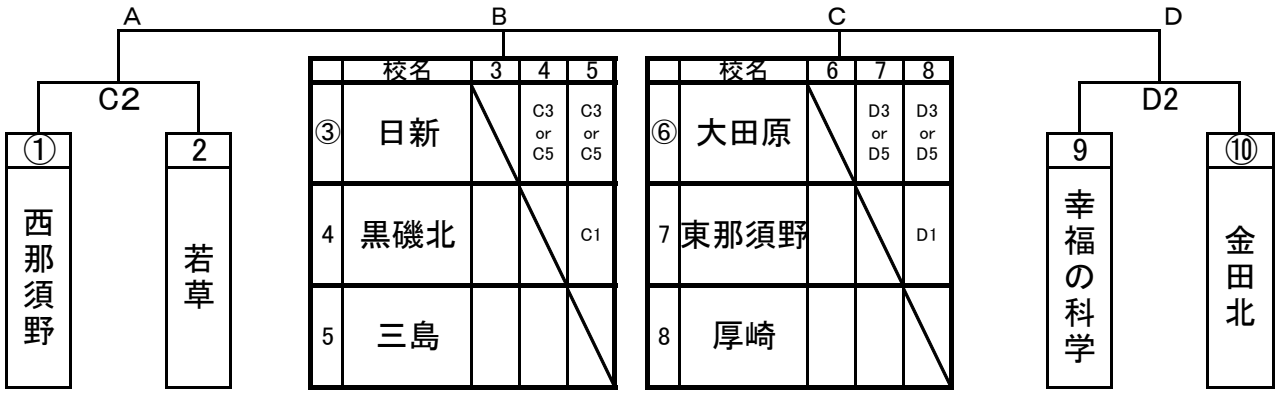 A B C D
C2
① 2
西那須野
若草
校名 3 4 5
③ 日新 C3 or C5 C3 or C5
4 黒磯北 C1
5 三島
校名 6 7 8
⑥ 大田原 D3 or D5 D3 or D5
7 東那須野 D1
8 厚崎
D2
9 ⑩
幸福の科学
金田北